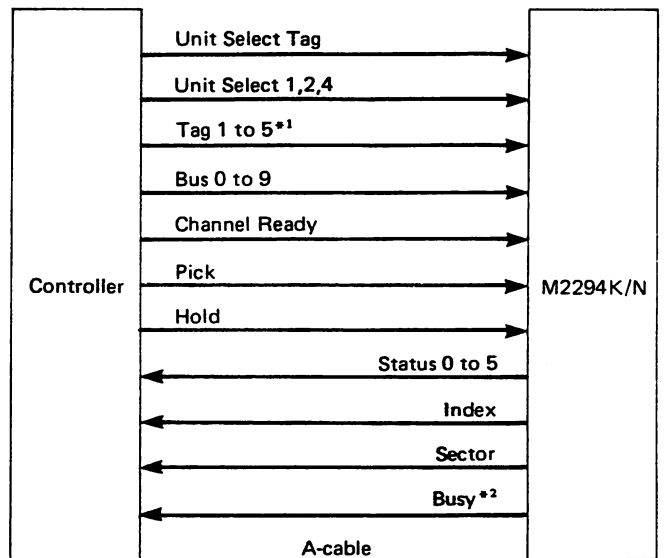 Unit Select Tag
Unit Select 1,2,4
Tag 1 to 5*1
Bus 0 to 9
Channel Ready
Pick
Controller
M2294K/N
Hold
Status 0 to 5
Index
Sector
Busy*2
A-cable